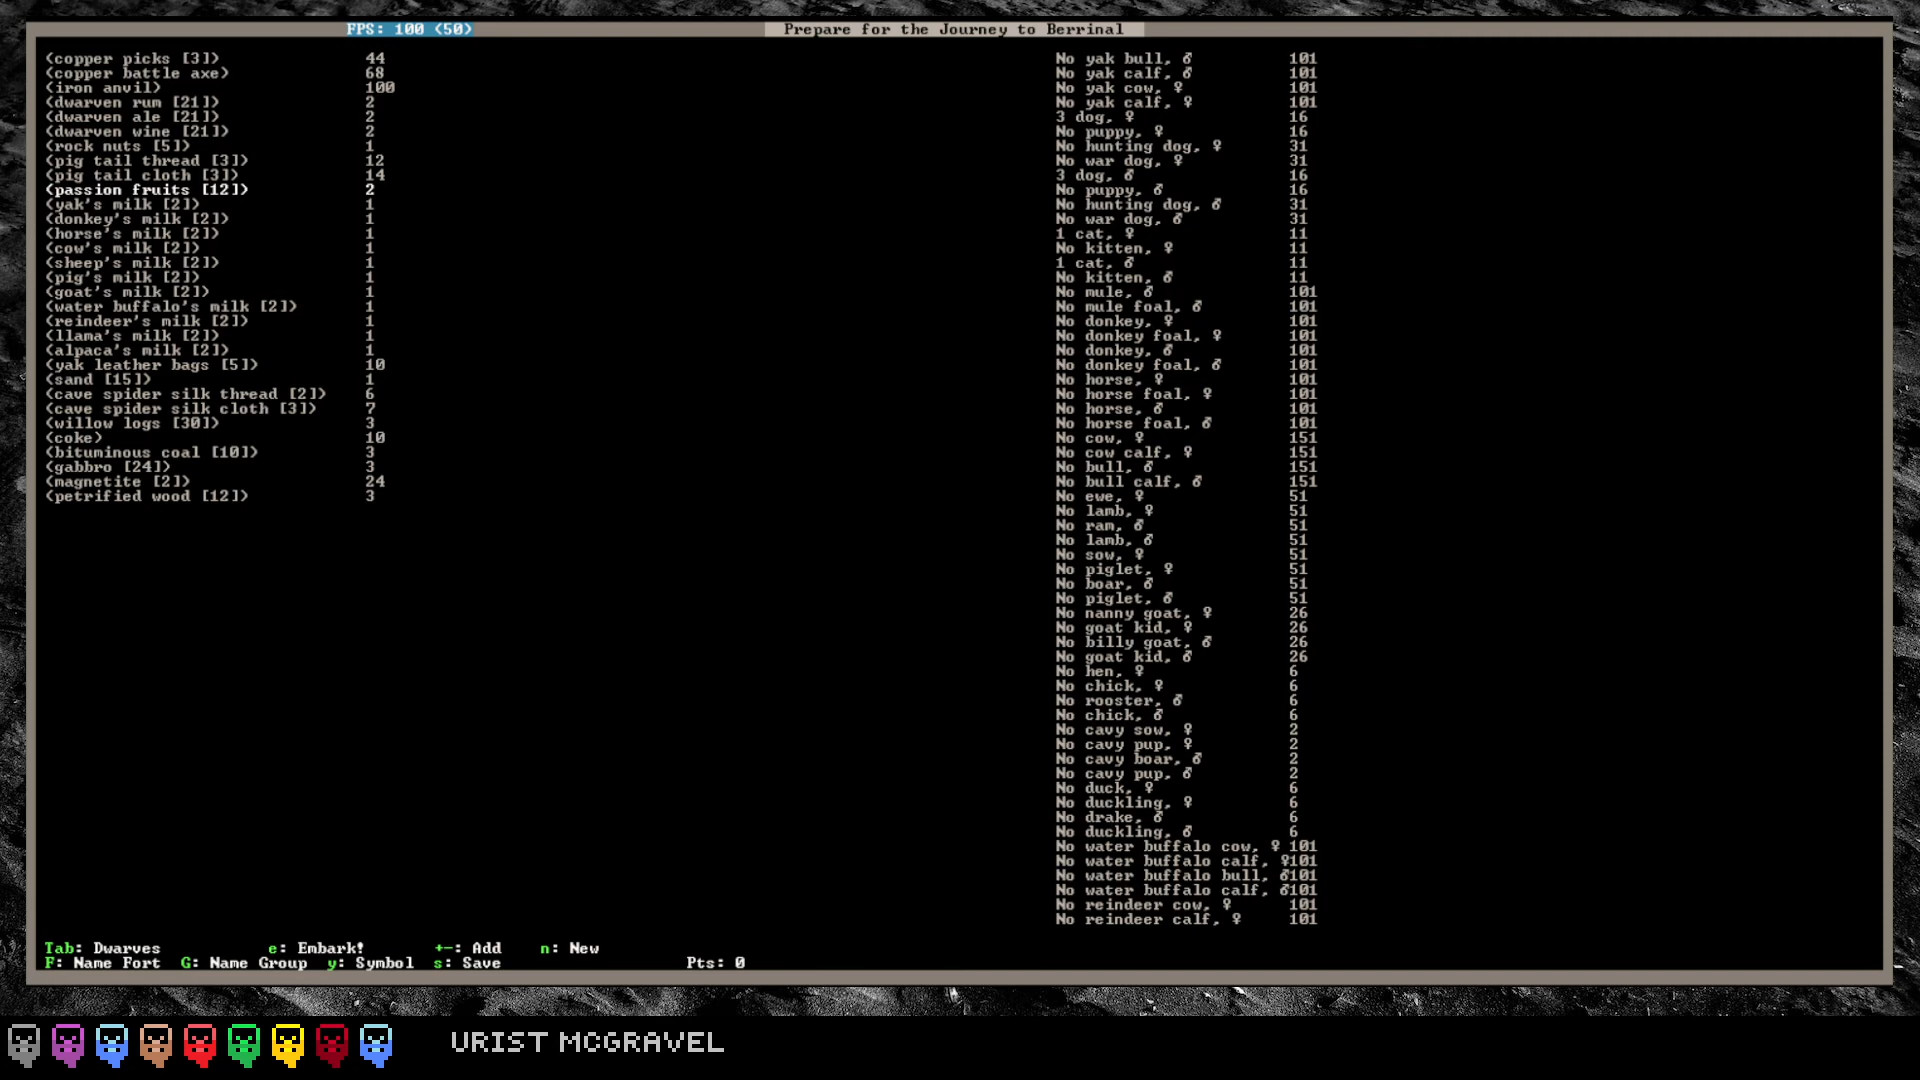 FPS: 100 (50)
Prepare for the Journey to Berrinal
(copper picks [3]) 44
(copper battle axe) 68
(iron anvil) 100
(dwarven rum [21]) 2
(dwarven ale [21]) 2
(dwarven wine [21]) 2
(rock nuts [5]) 1
(pig tail thread [3]) 12
(pig tail cloth [3]) 14
(passion fruits [12]) 2
(yak's milk [2]) 1
(donkey's milk [2]) 1
(horse's milk [2]) 1
(cow's milk [2]) 1
(sheep's milk [2]) 1
(pig's milk [2]) 1
(goat's milk [2]) 1
(water buffalo's milk [2]) 1
(reindeer's milk [2]) 1
(llama's milk [2]) 1
(alpaca's milk [2]) 1
(yak leather bags [5]) 10
(sand [15]) 1
(cave spider silk thread [2]) 6
(cave spider silk cloth [3]) 7
(willow logs [30]) 3
(coke) 10
(bituminous coal [10]) 3
(gabbro [24]) 3
(magnetite [2]) 24
(petrified wood [12]) 3
No yak bull, ♂ 101
No yak calf, ♂ 101
No yak cow, ♀ 101
No yak calf, ♀ 101
3 dog, ♀ 16
No puppy, ♀ 16
No hunting dog, ♀ 31
No war dog, ♀ 31
3 dog, ♂ 16
No puppy, ♂ 16
No hunting dog, ♂ 31
No war dog, ♂ 31
1 cat, ♀ 11
No kitten, ♀ 11
1 cat, ♂ 11
No kitten, ♂ 11
No mule, ♂ 101
No mule foal, ♂ 101
No donkey, ♀ 101
No donkey foal, ♀ 101
No donkey, ♂ 101
No donkey foal, ♂ 101
No horse, ♀ 101
No horse foal, ♀ 101
No horse, ♂ 101
No horse foal, ♂ 101
No cow, ♀ 151
No cow calf, ♀ 151
No bull, ♂ 151
No bull calf, ♂ 151
No ewe, ♀ 51
No lamb, ♀ 51
No ram, ♂ 51
No lamb, ♂ 51
No sow, ♀ 51
No piglet, ♀ 51
No boar, ♂ 51
No piglet, ♂ 51
No nanny goat, ♀ 26
No goat kid, ♀ 26
No billy goat, ♂ 26
No goat kid, ♂ 26
No hen, ♀ 6
No chick, ♀ 6
No rooster, ♂ 6
No chick, ♂ 6
No cavy sow, ♀ 2
No cavy pup, ♀ 2
No cavy boar, ♂ 2
No cavy pup, ♂ 2
No duck, ♀ 6
No duckling, ♀ 6
No drake, ♂ 6
No duckling, ♂ 6
No water buffalo cow, ♀ 101
No water buffalo calf, ♀101
No water buffalo bull, ♂101
No water buffalo calf, ♂101
No reindeer cow, ♀ 101
No reindeer calf, ♀ 101
Tab: Dwarves e: Embark! +-: Add n: New
F: Name Fort G: Name Group y: Symbol s: Save Pts: 0
URIST MCGRAVEL